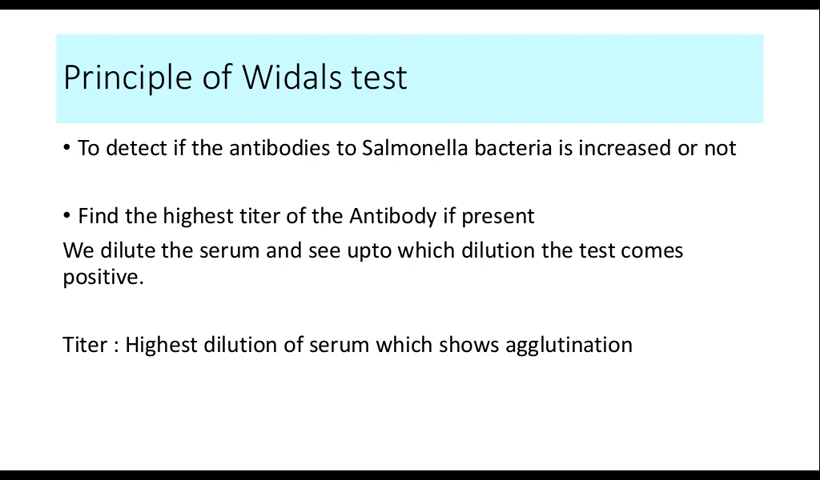 Principle of Widals test
• To detect if the antibodies to Salmonella bacteria is increased or not
• Find the highest titer of the Antibody if present
We dilute the serum and see upto which dilution the test comes
positive.
Titer : Highest dilution of serum which shows agglutination